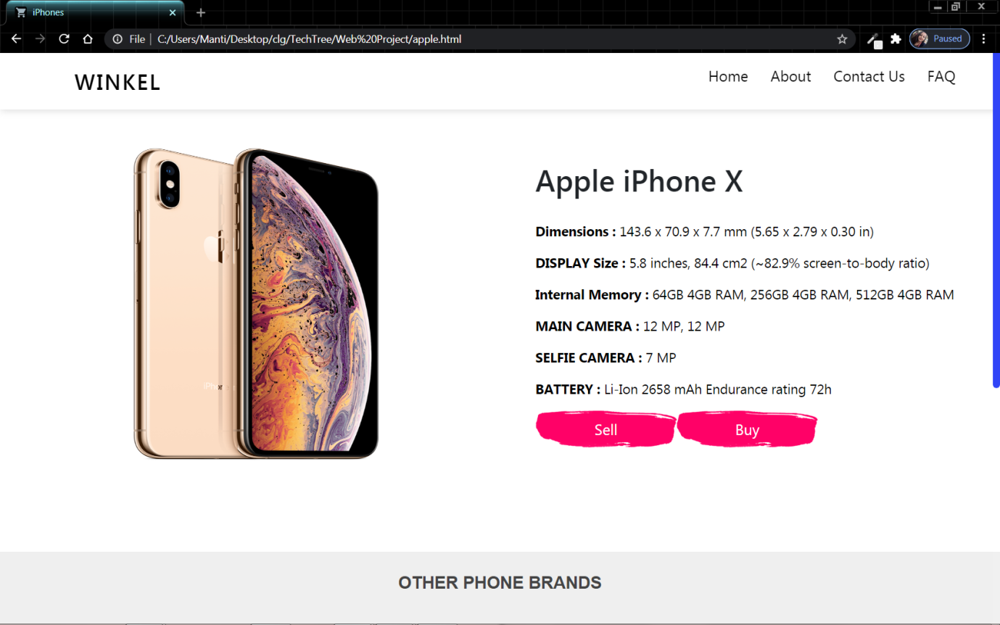 iPhones
File | C:/Users/Manti/Desktop/clg/TechTree/Web%20Project/apple.html
Paused
WINKEL
Home About Contact Us FAQ
Apple iPhone X
Dimensions : 143.6 x 70.9 x 7.7 mm (5.65 x 2.79 x 0.30 in)
DISPLAY Size : 5.8 inches, 84.4 cm2 (~82.9% screen-to-body ratio)
Internal Memory : 64GB 4GB RAM, 256GB 4GB RAM, 512GB 4GB RAM
MAIN CAMERA : 12 MP, 12 MP
SELFIE CAMERA : 7 MP
BATTERY : Li-Ion 2658 mAh Endurance rating 72h
iPhon
Sell Buy
OTHER PHONE BRANDS